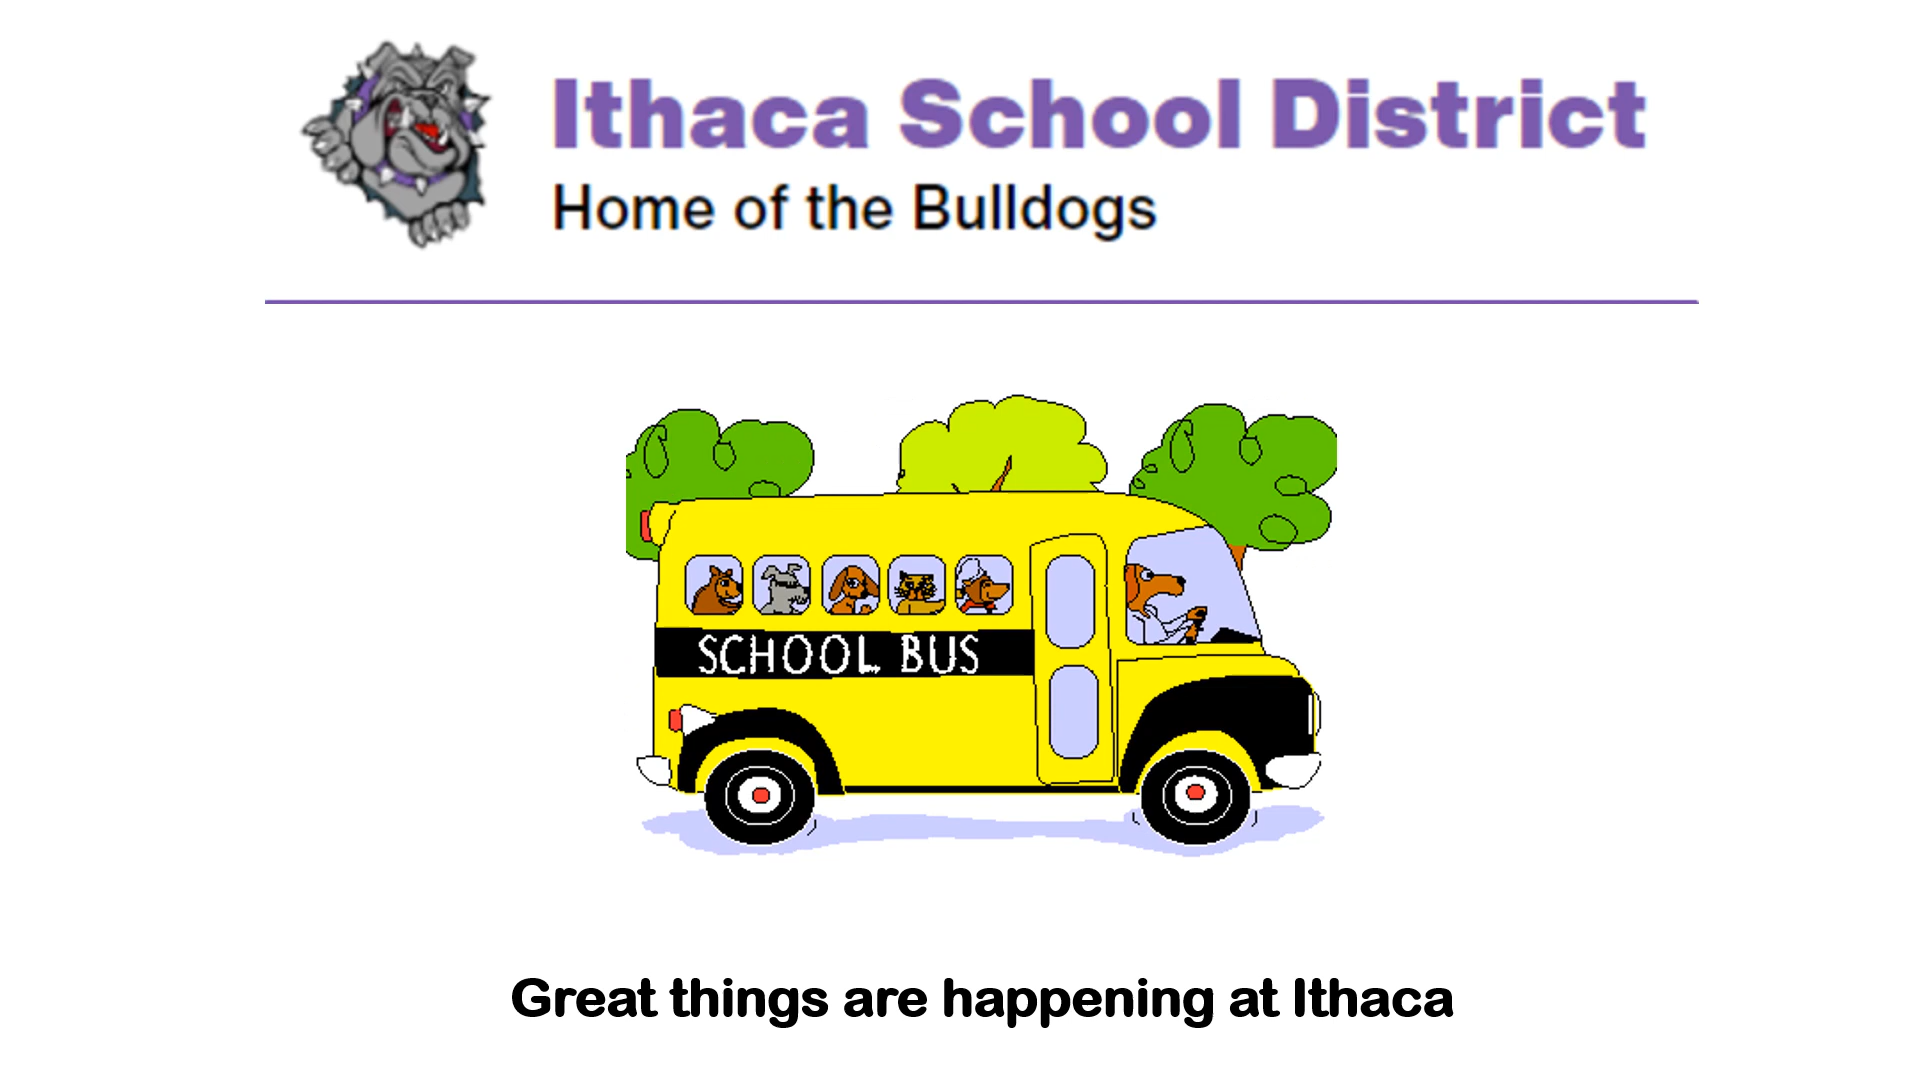 Ithaca School District
Home of the Bulldogs
SCHOOL BUS
Great things are happening at Ithaca